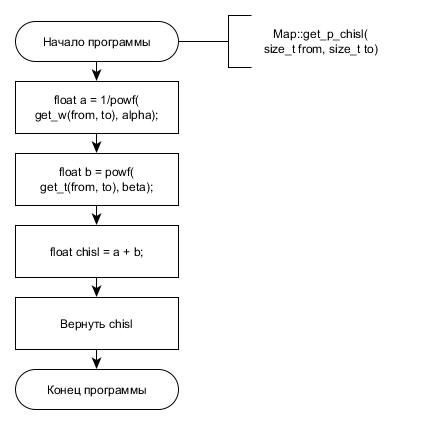 Начало программы
Map::get_p_chisl(
size_t from, size_t to)
float a = 1/powf(
get_w(from, to), alpha);
float b = powf(
get_t(from, to), beta);
float chisl = a + b;
Вернуть chisl
Конец программы